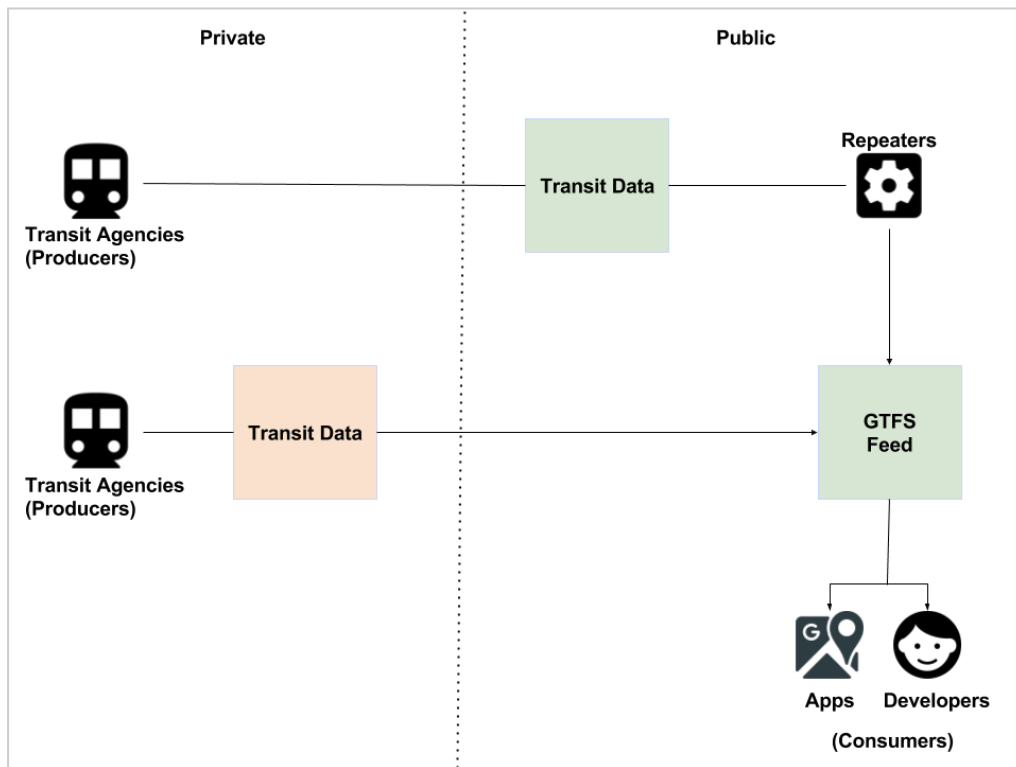 Private
Public
Repeaters
Transit Data
Transit Agencies
(Producers)
Transit Data
GTFS
Feed
Transit Agencies
(Producers)
G
Apps
Developers
(Consumers)